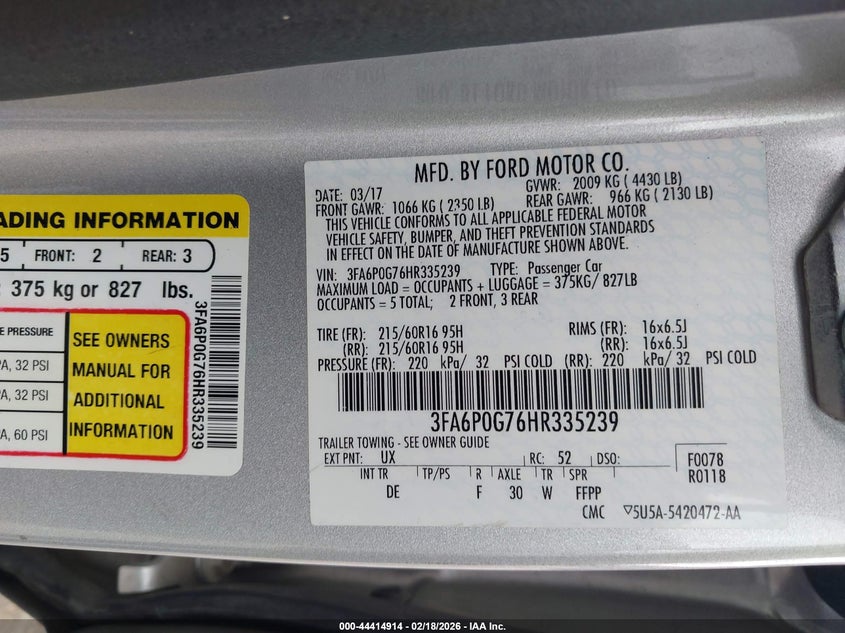 MFD. BY FORD MOTOR CO.
DATE: 03/17 GVWR: 2009 KG ( 4430 LB)
FRONT GAWR: 1066 KG ( 2350 LB) REAR GAWR: 966 KG ( 2130 LB)
THIS VEHICLE CONFORMS TO ALL APPLICABLE FEDERAL MOTOR
VEHICLE SAFETY, BUMPER, AND THEFT PREVENTION STANDARDS
IN EFFECT ON THE DATE OF MANUFACTURE SHOWN ABOVE.
VIN: 3FA6P0G76HR335239 TYPE: Passenger Car
MAXIMUM LOAD = OCCUPANTS + LUGGAGE = 375KG/ 827LB
OCCUPANTS = 5 TOTAL; 2 FRONT, 3 REAR
TIRE (FR): 215/60R16 95H RIMS (FR): 16x6.5J
(RR): 215/60R16 95H (RR): 16x6.5J
PRESSURE (FR): 220 kPa/ 32 PSI COLD (RR): 220 kPa/ 32 PSI COLD
3FA6P0G76HR335239
TRAILER TOWING - SEE OWNER GUIDE
EXT PNT: UX RC: 52 DSO: F0078
R0118
INT TR TP/PS R AXLE TR SPR
DE F 30 W FFPP
CMC ▽5U5A-5420472-AA
ADING INFORMATION
5 FRONT: 2 REAR: 3
: 375 kg or 827 lbs.
E PRESSURE
A, 32 PSI
A, 32 PSI
A, 60 PSI
SEE OWNERS
MANUAL FOR
ADDITIONAL
INFORMATION
3FA6P0G76HR335239
000-44414914 / 02/18/2026 - IAA Inc.